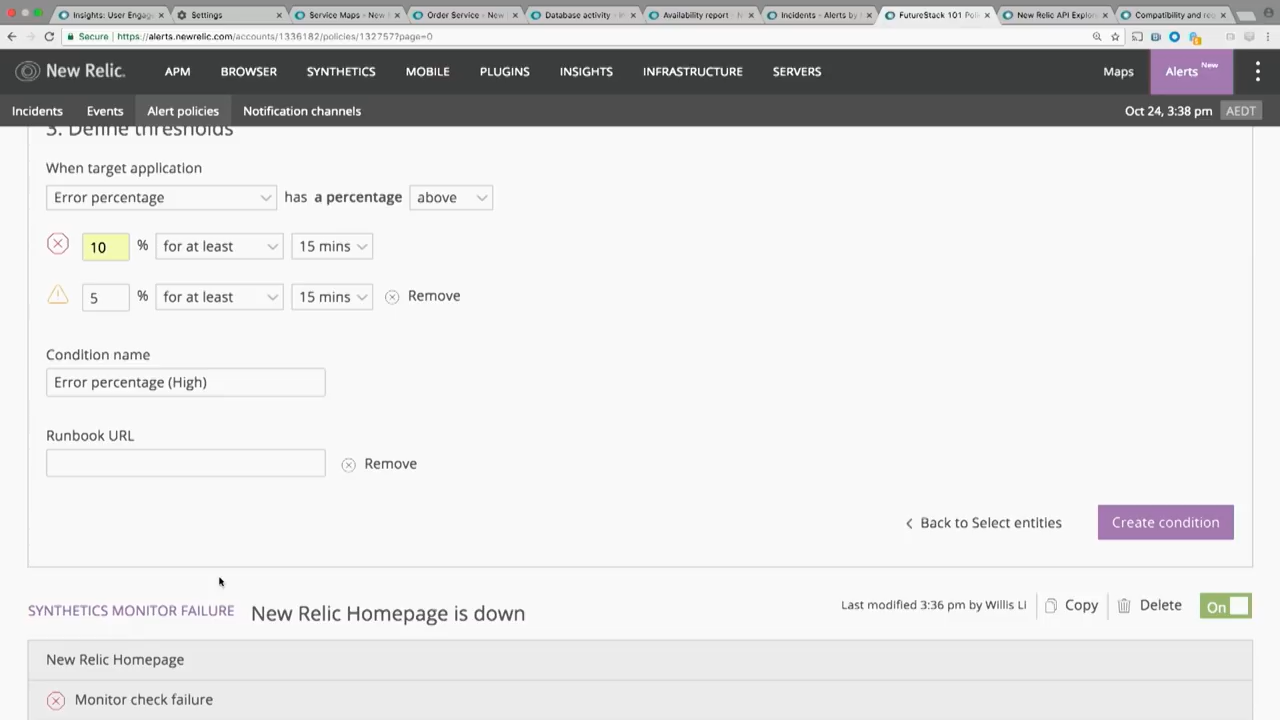 Insights: User Engag
Settings
Service Maps - New
Order Service - New
Database activity - I
Availability report - N
Incidents - Alerts by
FutureStack 101 Poli
New Relic API Explor
Compatibility and re
Secure
https://alerts.newrelic.com/accounts/1336182/policies/132757?page=0
New Relic.
APM
BROWSER
SYNTHETICS
MOBILE
PLUGINS
INSIGHTS
INFRASTRUCTURE
SERVERS
Maps
Alerts New
Incidents
Events
Alert policies
Notification channels
Oct 24, 3:38 pm
AEDT
3. Define thresholds
When target application
Error percentage
has a percentage
above
10 % for at least 15 mins
5 % for at least 15 mins Remove
Condition name
Error percentage (High)
Runbook URL
Remove
Back to Select entities
Create condition
SYNTHETICS MONITOR FAILURE
New Relic Homepage is down
Last modified 3:36 pm by Willis Li
Copy
Delete
On
New Relic Homepage
Monitor check failure